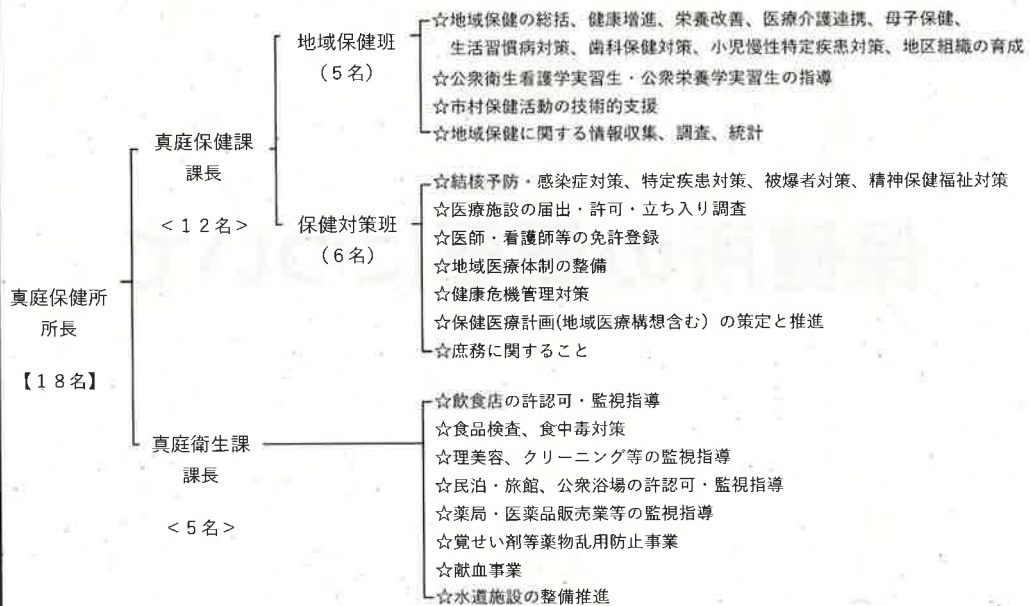 真庭保健所
所長
【18名】
真庭保健課
課長
<12名>
地域保健班
(5名)
☆地域保健の総括、健康増進、栄養改善、医療介護連携、母子保健、
生活習慣病対策、歯科保健対策、小児慢性特定疾患対策、地区組織の育成
☆公衆衛生看護学実習生・公衆栄養学実習生の指導
☆市村保健活動の技術的支援
☆地域保健に関する情報収集、調査、統計
保健対策班
(6名)
☆結核予防・感染症対策、特定疾患対策、被爆者対策、精神保健福祉対策
☆医療施設の届出・許可・立ち入り調査
☆医師・看護師等の免許登録
☆地域医療体制の整備
☆健康危機管理対策
☆保健医療計画(地域医療構想含む)の策定と推進
☆庶務に関すること
真庭衛生課
課長
<5名>
☆飲食店の許認可・監視指導
☆食品検査、食中毒対策
☆理美容、クリーニング等の監視指導
☆民泊・旅館、公衆浴場の許認可・監視指導
☆薬局・医薬品販売業等の監視指導
☆覚せい剤等薬物乱用防止事業
☆献血事業
☆水道施設の整備推進